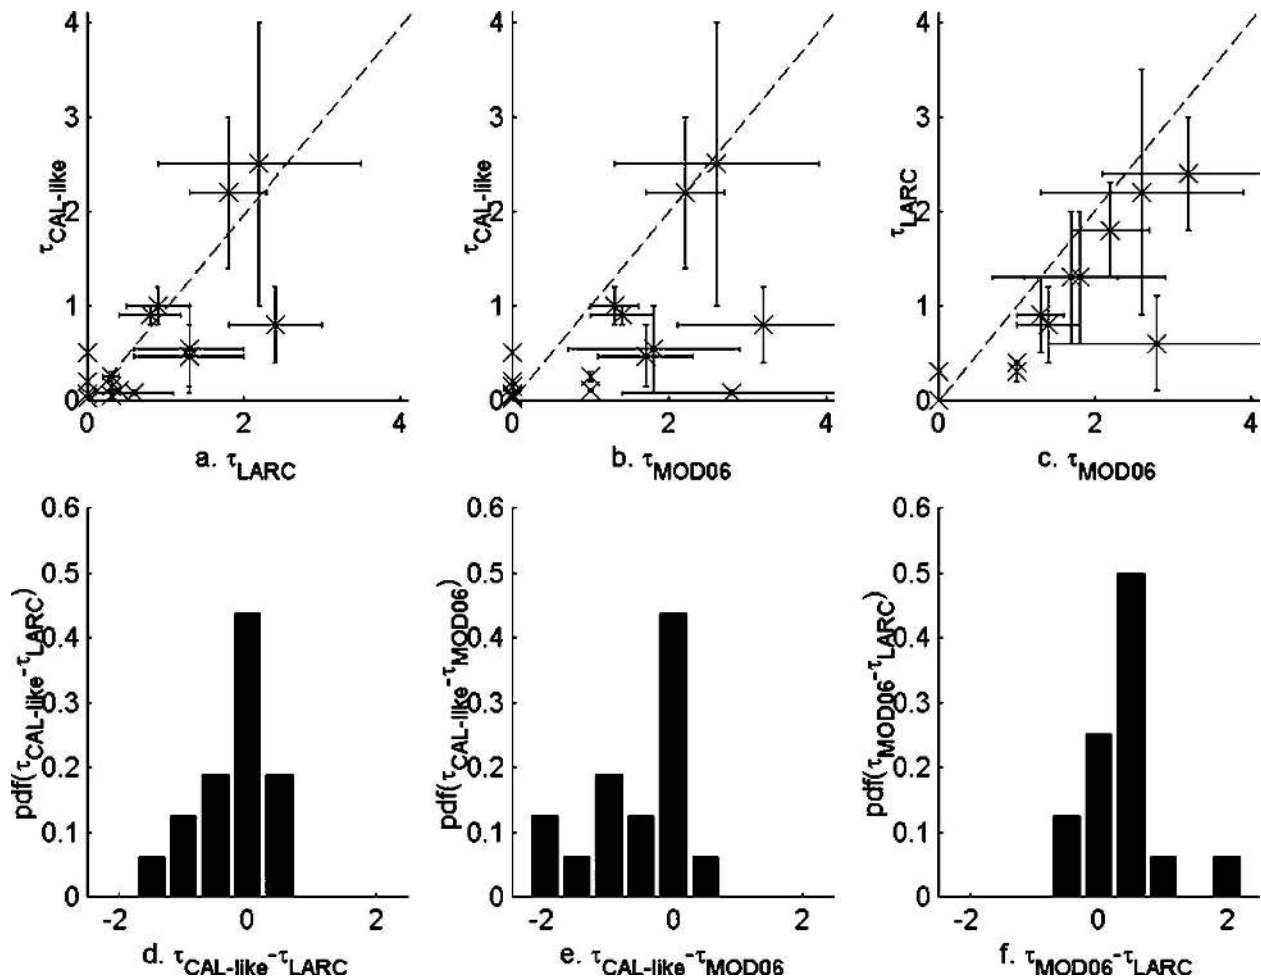 4
3
2
1
0
τCAL-like
0 2 4
a. τLARC
4
3
2
1
0
τCAL-like
0 2 4
b. τMOD06
4
3
2
1
0
τLARC
0 2 4
c. τMOD06
0.6
0.5
0.4
0.3
0.2
0.1
0
pdf(τCAL-like-τLARC)
-2 0 2
d. τCAL-like-τLARC
0.6
0.5
0.4
0.3
0.2
0.1
0
pdf(τCAL-like-τMOD06)
-2 0 2
e. τCAL-like-τMOD06
0.6
0.5
0.4
0.3
0.2
0.1
0
pdf(τMOD06-τLARC)
-2 0 2
f. τMOD06-τLARC